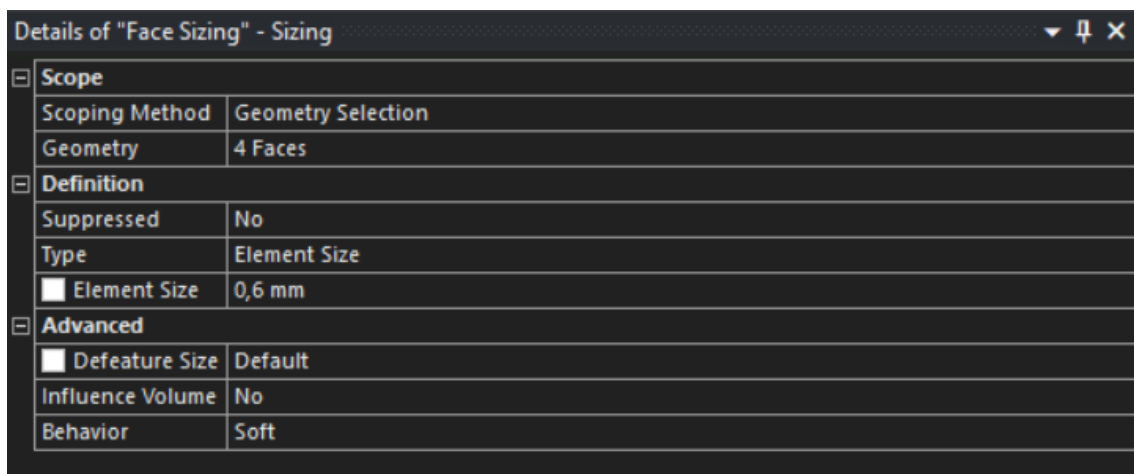 Details of "Face Sizing" - Sizing
Scope
Scoping Method Geometry Selection
Geometry 4 Faces
Definition
Suppressed No
Type Element Size
Element Size 0,6 mm
Advanced
Defeature Size Default
Influence Volume No
Behavior Soft